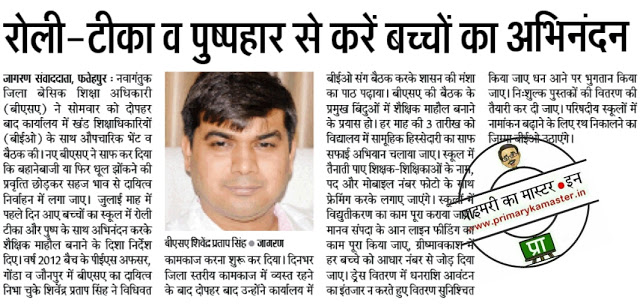 रोली-टीका व पुष्पहार से करें बच्चों का अभिनंदन
जागरण संवाददाता, फतेहपुर : नवागंतुक
जिला बेसिक शिक्षा अधिकारी
(बीएसए) ने सोमवार को दोपहर
बाद कार्यालय में खंड शिक्षाधिकारियों
(बीईओ) के साथ औपचारिक भेंट व
बैठक की। नए बीएसए ने साफ कर दिया
कि बहानेबाजी या फिर धूल झोंकने की
प्रवृत्ति छोड़कर सहज भाव से दायित्व
निर्वाहन में लगा जाए। जुलाई माह में
पहले दिन आए बच्चों का स्कूल में रोली
टीका और पुष्प के साथ अभिनंदन करके
शैक्षिक माहौल बनाने के दिशा निर्देश
दिए। वर्ष 2012 बैच के पीईएस अफसर,
गोंडा व जौनपुर में बीएसए का दायित्व
निभा चुके शिवेंद्र प्रताप सिंह ने विधिवत
बीएसए शिवेंद्र प्रताप सिंह ● जागरण
कामकाज करना शुरू कर दिया। दिनभर
जिला स्तरीय कामकाज में व्यस्त रहने
के बाद दोपहर बाद उन्होंने कार्यालय में
बीईओ संग बैठक करके शासन की मंशा
का पाठ पढ़ाया। बीएसए की बैठक के
प्रमुख बिंदुओं में शैक्षिक माहौल बनाने
के प्रयास हो। हर माह की 3 तारीख को
विद्यालय में सामूहिक हिस्सेदारी का साफ
सफाई अभियान चलाया जाए। स्कूल में
तैनाती पाए शिक्षक-शिक्षिकाओं के नाम,
पद और मोबाइल नंबर फोटो के साथ
फ्रेमिंग करके लगाए जाएंगे। स्कूलों में
विद्युतीकरण का काम पूरा कराया जाए,
मानव संपदा के आन लाइन फीडिंग का
काम पूरा किया जाए, ग्रीष्मावकाश में
हर बच्चे को आधार नंबर से जोड़ दिया
जाए। ड्रेस वितरण में धनराशि आवंटन
का इंतजार न करते हुए वितरण सुनिश्चित
किया जाए धन आने पर भुगतान किया
जाए। निःशुल्क पुस्तकों की वितरण की
तैयारी कर दी जाए। परिषदीय स्कूलों में
नामांकन बढ़ाने के लिए रथ निकालने का
जिम्मा बीईओ उठाएंगे।
प्राइमरी का मास्टर ● इन
www.primarykamaster.in
प्रा